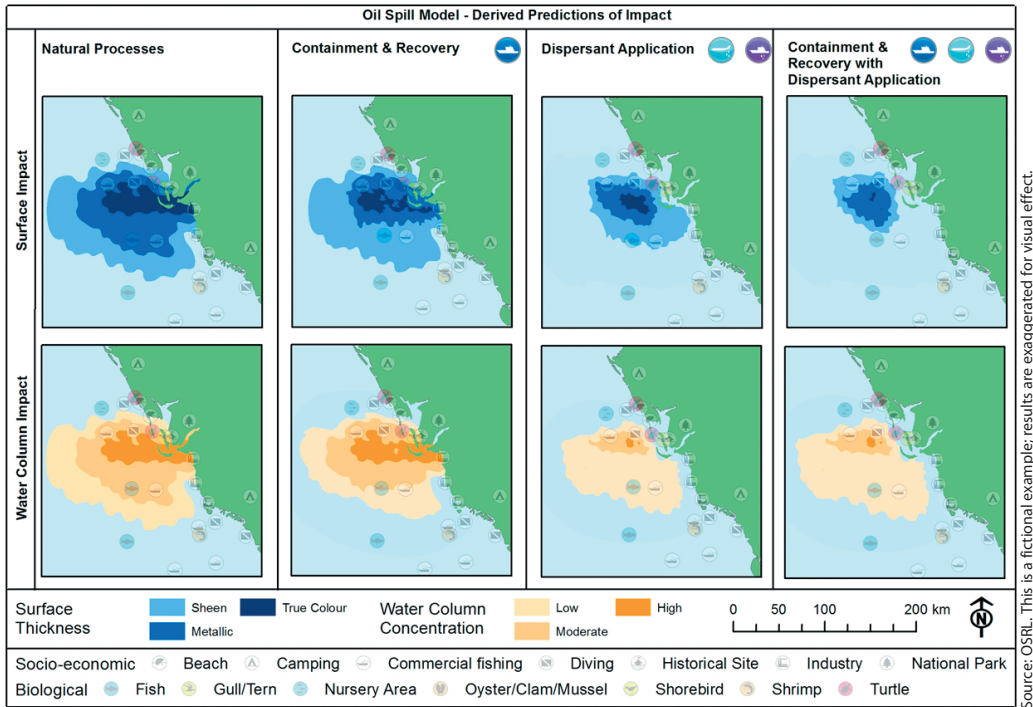 Oil Spill Model - Derived Predictions of Impact
Natural Processes
Containment & Recovery
Dispersant Application
Containment &
Recovery with
Dispersant Application
Surface Impact
Water Column Impact
Source: OSRL. This is a fictional example; results are exaggerated for visual effect.
Surface
Thickness
Sheen
True Colour
Metallic
Water Column
Concentration
Low
High
Moderate
0 50 100 200 km
N
Socio-economic Beach Camping Commercial fishing Diving Historical Site Industry National Park
Biological Fish Gull/Tern Nursery Area Oyster/Clam/Mussel Shorebird Shrimp Turtle